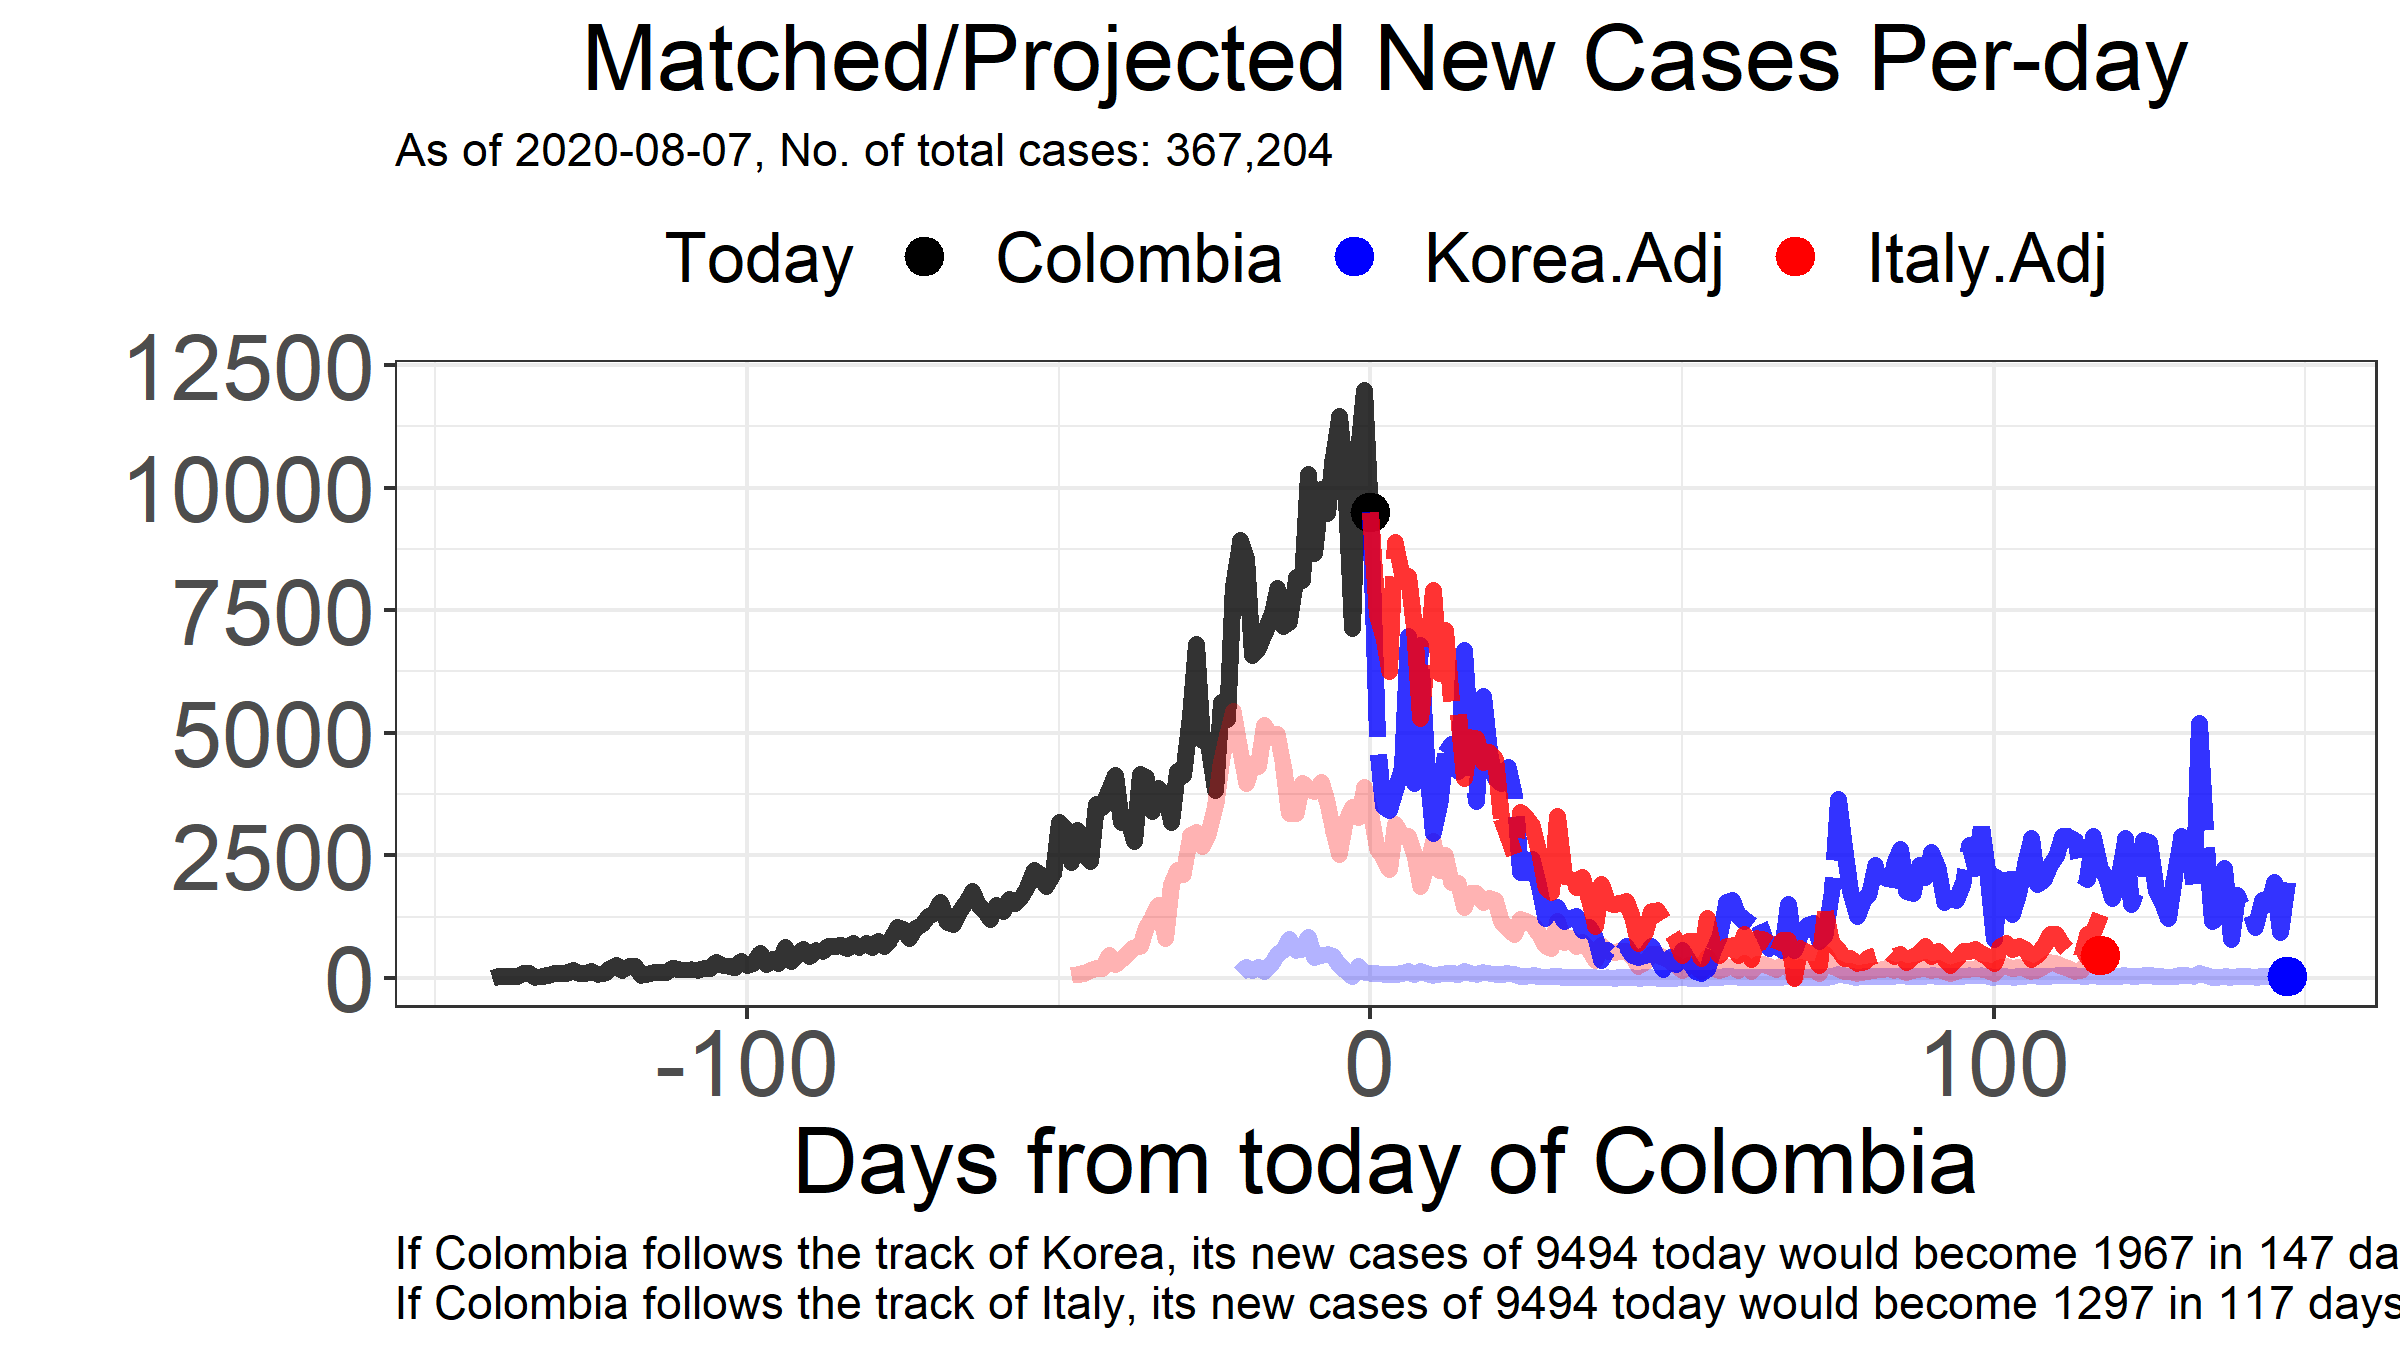 Matched/Projected New Cases Per-day
As of 2020-08-07, No. of total cases: 367,204
Today Colombia Korea.Adj Italy.Adj
12500
10000
7500
5000
2500
0
-100 0 100
Days from today of Colombia
If Colombia follows the track of Korea, its new cases of 9494 today would become 1967 in 147 da
If Colombia follows the track of Italy, its new cases of 9494 today would become 1297 in 117 days